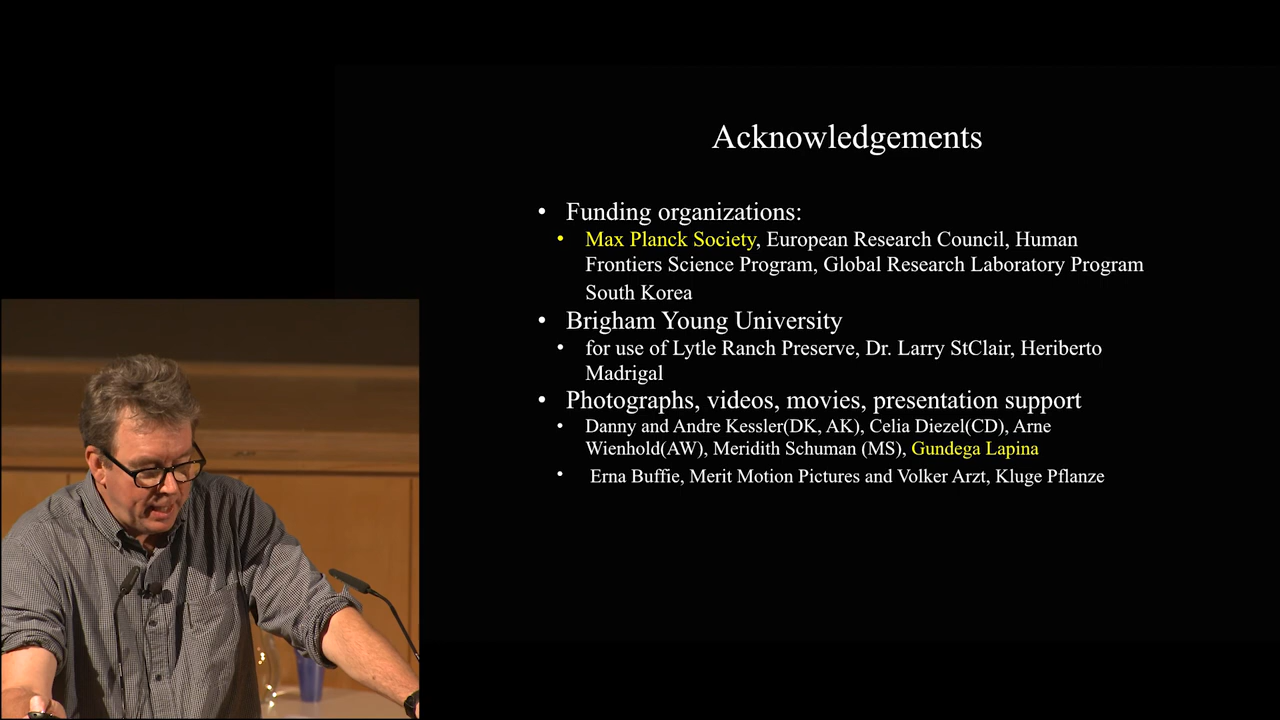 Acknowledgements
• Funding organizations:
• Max Planck Society, European Research Council, Human
Frontiers Science Program, Global Research Laboratory Program
South Korea
• Brigham Young University
• for use of Lytle Ranch Preserve, Dr. Larry StClair, Heriberto
Madrigal
• Photographs, videos, movies, presentation support
• Danny and Andre Kessler(DK, AK), Celia Diezel(CD), Arne
Wienhold(AW), Meridith Schuman (MS), Gundega Lapina
• Erna Buffie, Merit Motion Pictures and Volker Arzt, Kluge Pflanze